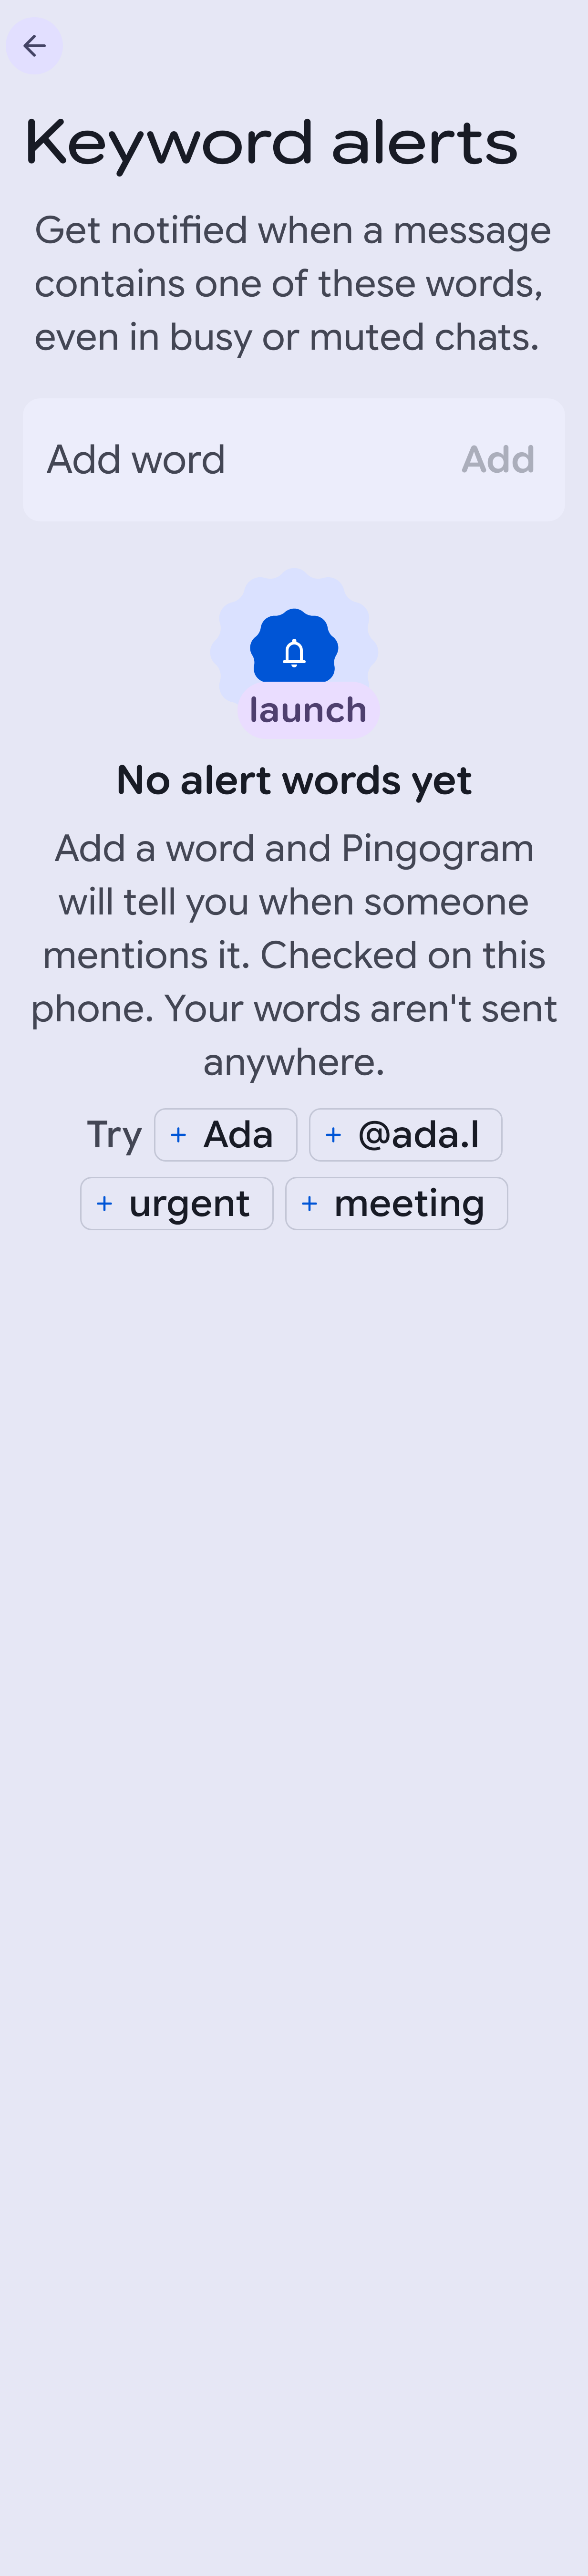 Keyword alerts
Get notified when a message
contains one of these words,
even in busy or muted chats.
Add word Add
launch
No alert words yet
Add a word and Pingogram
will tell you when someone
mentions it. Checked on this
phone. Your words aren't sent
anywhere.
Try + Ada + @ada.l
+ urgent + meeting